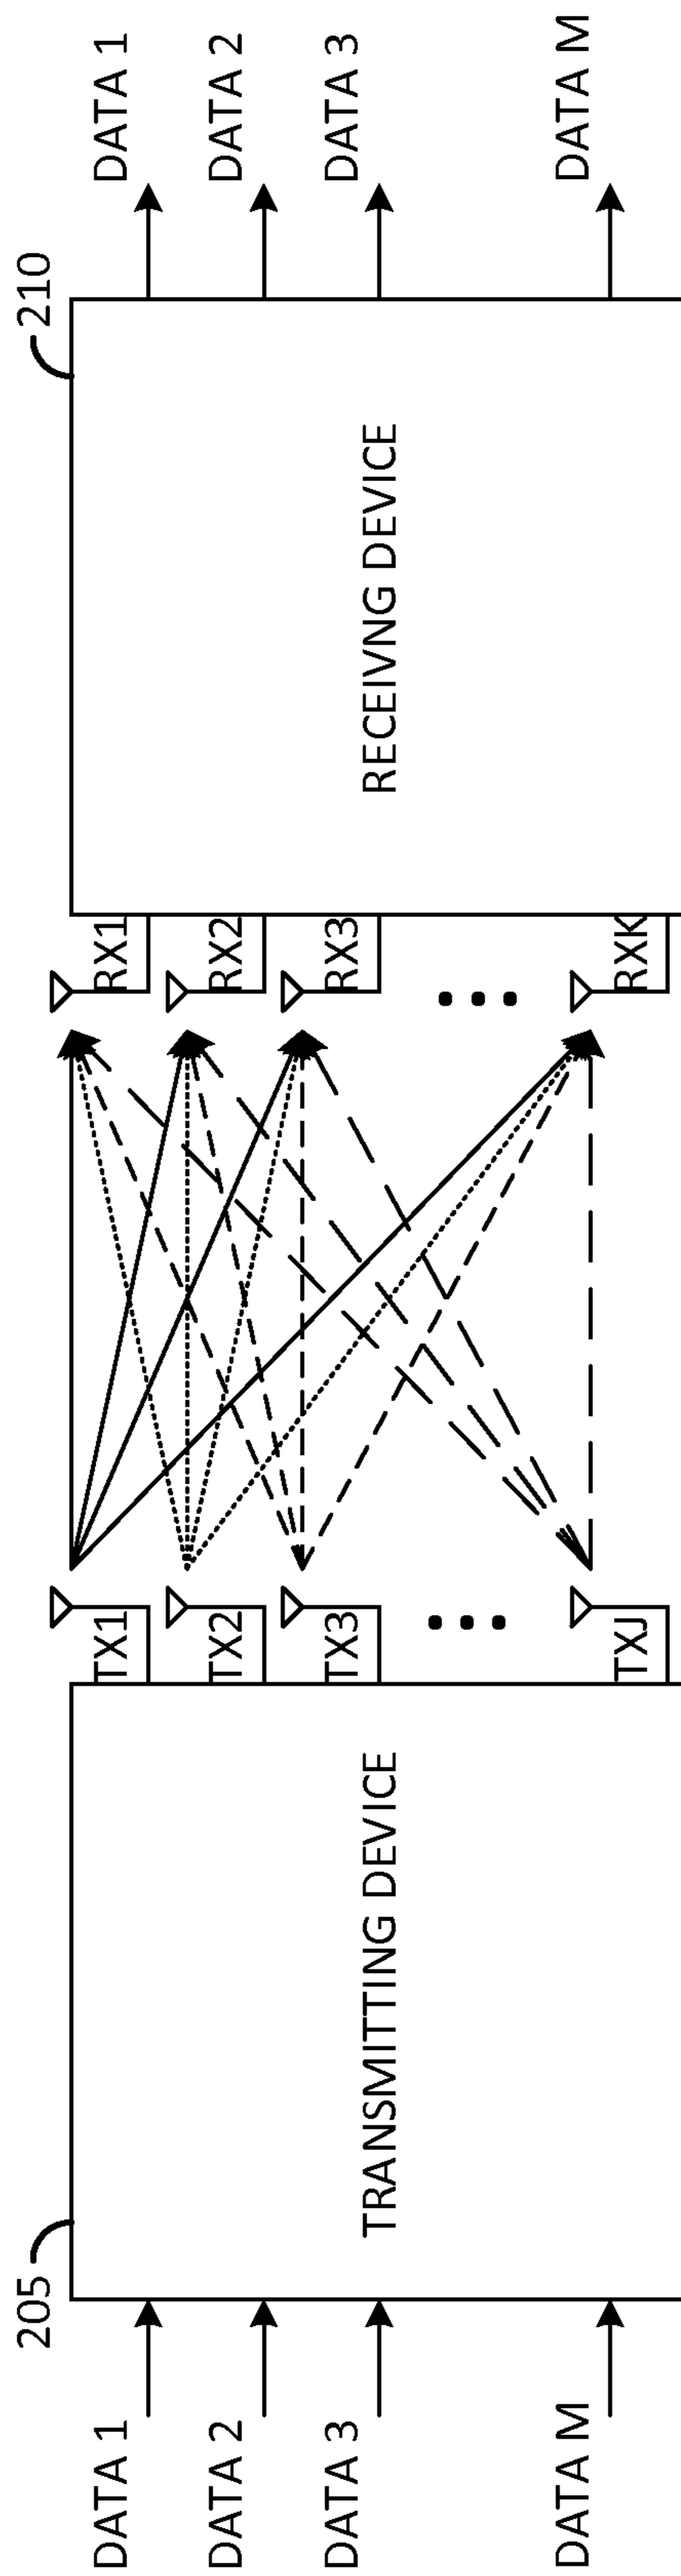 205
210
DATA 1
DATA 2
DATA 3
DATA M
TRANSMITTING DEVICE
TX1
TX2
TX3
TXJ
RX1
RX2
RX3
RXK
RECEIVNG DEVICE
DATA 1
DATA 2
DATA 3
DATA M